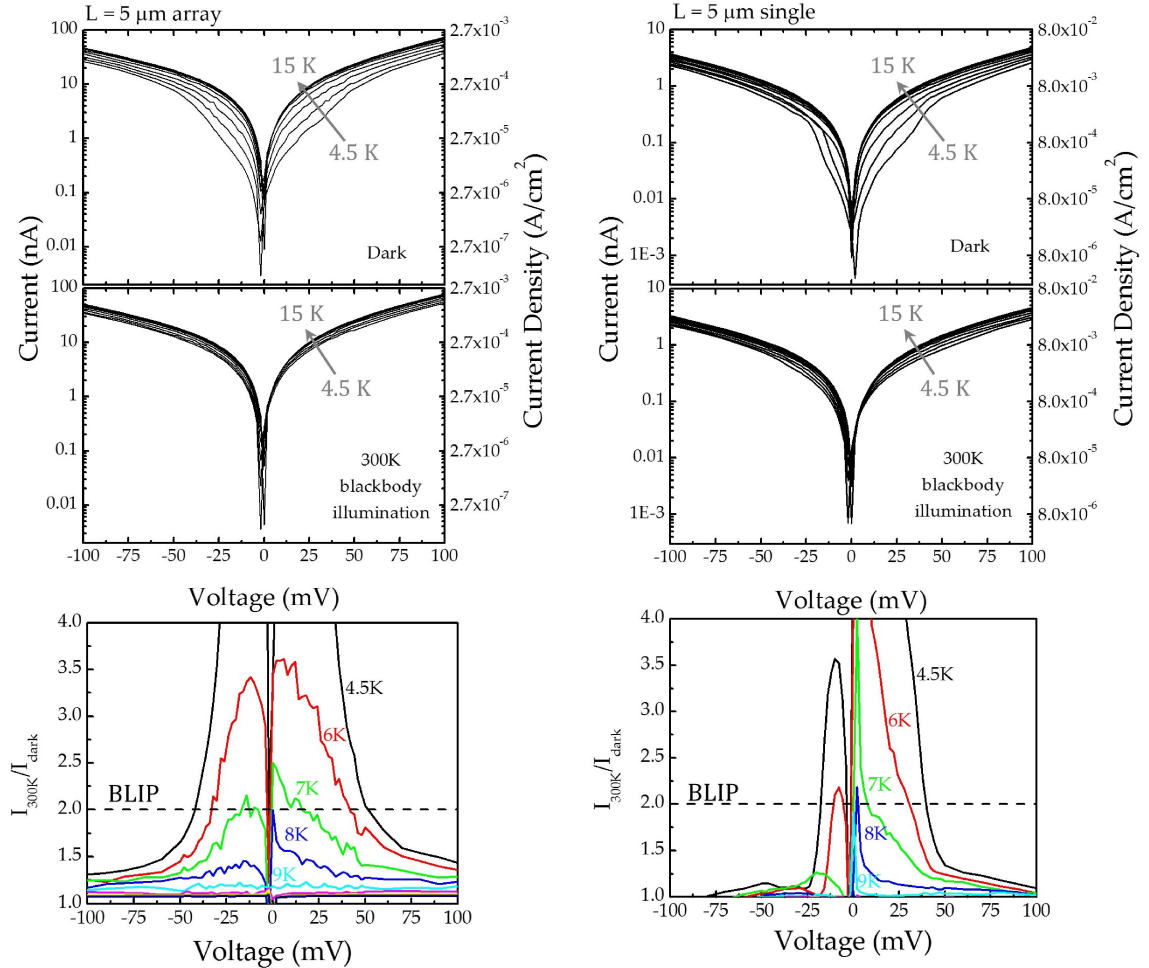 L = 5 μm array
100
10
1
0.1
0.01
15 K
4.5 K
Dark
2.7x10⁻³
2.7x10⁻⁴
2.7x10⁻⁵
2.7x10⁻⁶
2.7x10⁻⁷
100
10
1
0.1
0.01
15 K
4.5 K
300K
blackbody
illumination
2.7x10⁻³
2.7x10⁻⁴
2.7x10⁻⁵
2.7x10⁻⁶
2.7x10⁻⁷
Current (nA)
Current Density (A/cm²)
-100 -75 -50 -25 0 25 50 75 100
Voltage (mV)
L = 5 μm single
10
1
0.1
0.01
1E-3
15 K
4.5 K
Dark
8.0x10⁻²
8.0x10⁻³
8.0x10⁻⁴
8.0x10⁻⁵
8.0x10⁻⁶
10
1
0.1
0.01
1E-3
15 K
4.5 K
300K
blackbody
illumination
8.0x10⁻²
8.0x10⁻³
8.0x10⁻⁴
8.0x10⁻⁵
8.0x10⁻⁶
Current (nA)
Current Density (A/cm²)
-100 -75 -50 -25 0 25 50 75 100
Voltage (mV)
4.0
3.5
3.0
2.5
2.0
1.5
1.0
I₃₀₀K/I_dark
BLIP
4.5K
6K
7K
8K
9K
-100 -75 -50 -25 0 25 50 75 100
Voltage (mV)
4.0
3.5
3.0
2.5
2.0
1.5
1.0
I₃₀₀K/I_dark
BLIP
4.5K
6K
7K
8K
9K
-100 -75 -50 -25 0 25 50 75 100
Voltage (mV)